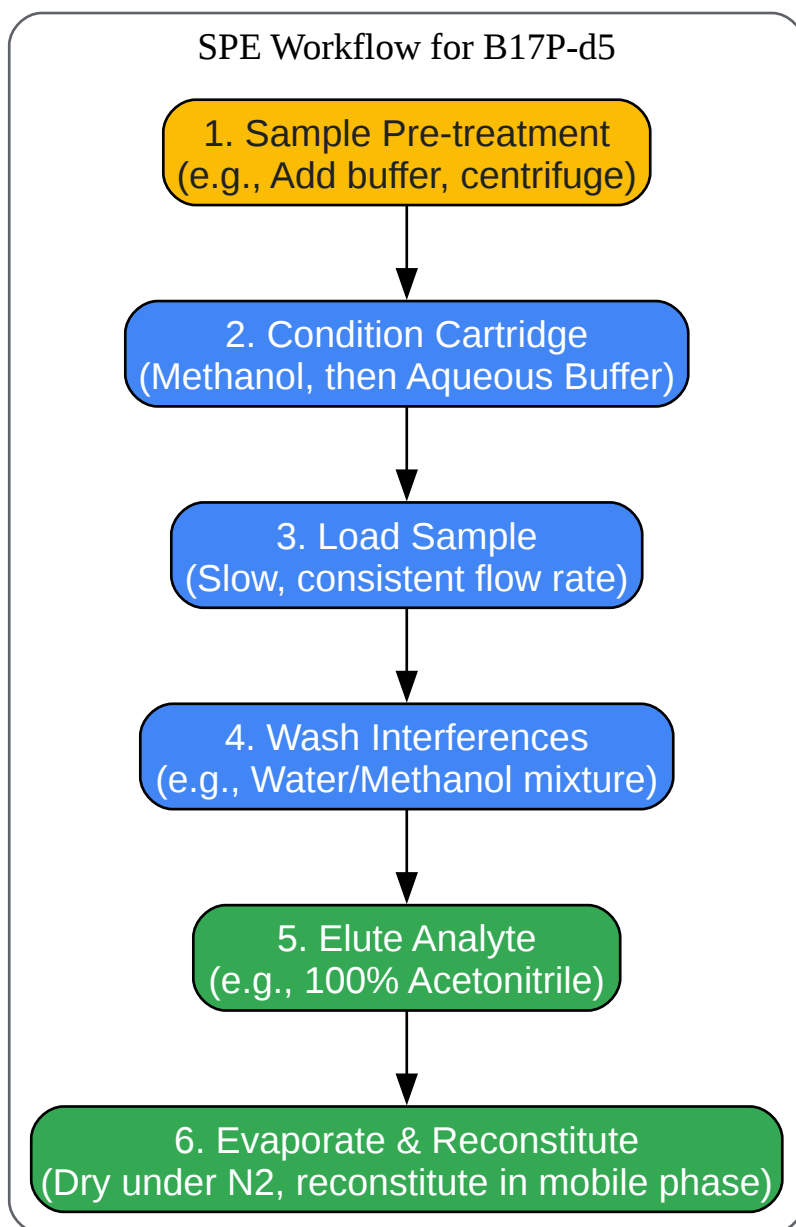 SPE Workflow for B17P-d5
1. Sample Pre-treatment
(e.g., Add buffer, centrifuge)
2. Condition Cartridge
(Methanol, then Aqueous Buffer)
3. Load Sample
(Slow, consistent flow rate)
4. Wash Interferences
(e.g., Water/Methanol mixture)
5. Elute Analyte
(e.g., 100% Acetonitrile)
6. Evaporate & Reconstitute
(Dry under N2, reconstitute in mobile phase)